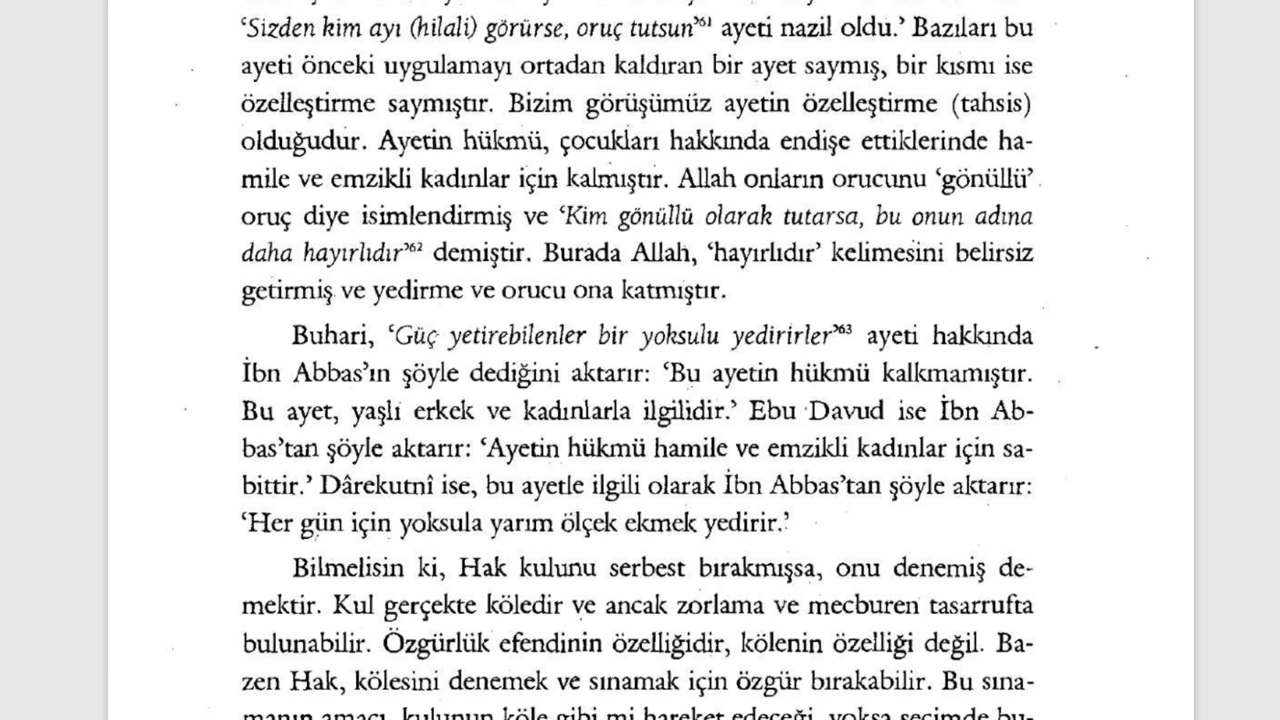 ‘Sizden kim ayı (hilali) görürse, oruç tutsun’⁶¹ ayeti nazil oldu.’ Bazıları bu
ayeti önceki uygulamayı ortadan kaldıran bir ayet saymış, bir kısmı ise
özelleştirme saymıştır. Bizim görüşümüz ayetin özelleştirme (tahsis)
olduğudur. Ayetin hükmü, çocukları hakkında endişe ettiklerinde ha-
mile ve emzikli kadınlar için kalmıştır. Allah onların orucunu ‘gönüllü’
oruç diye isimlendirmiş ve ‘Kim gönüllü olarak tutarsa, bu onun adına
daha hayırlıdır’⁶² demiştir. Burada Allah, ‘hayırlıdır’ kelimesini belirsiz
getirmiş ve yedirme ve orucu ona katmıştır.
Buhari, ‘Güç yetirebilenler bir yoksulu yedirirler’⁶³ ayeti hakkında
İbn Abbas’ın şöyle dediğini aktarır: ‘Bu ayetin hükmü kalkmamıştır.
Bu ayet, yaşlı erkek ve kadınlarla ilgilidir.’ Ebu Davud ise İbn Ab-
bas’tan şöyle aktarır: ‘Ayetin hükmü hamile ve emzikli kadınlar için sa-
bittir.’ Dârekutnî ise, bu ayetle ilgili olarak İbn Abbas’tan şöyle aktarır:
‘Her gün için yoksula yarım ölçek ekmek yedirir.’
Bilmelisin ki, Hak kulunu serbest bırakmışsa, onu denemiş de-
mektir. Kul gerçekte köledir ve ancak zorlama ve mecburen tasarrufta
bulunabilir. Özgürlük efendinin özelliğidir, kölenin özelliği değil. Ba-
zen Hak, kölesini denemek ve sınamak için özgür bırakabilir. Bu sına-
manın amacı, kulunun köle gibi mi hareket edeceği, yoksa seçimde bu-